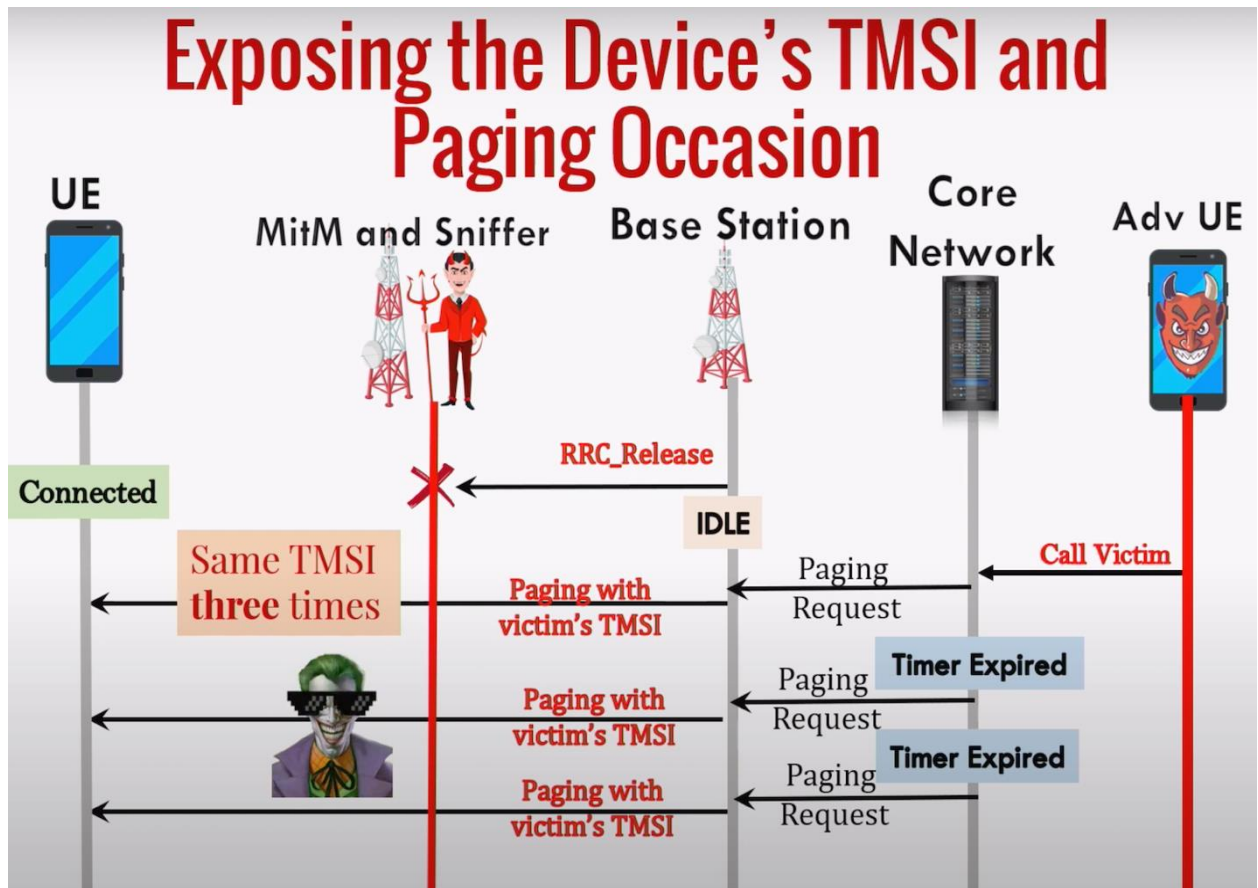 Exposing the Device's TMSI and
Paging Occasion
UE
MitM and Sniffer
Base Station
Core
Network
Adv UE
RRC_Release
Connected
IDLE
Call Victim
Same TMSI
three times
Paging with
victim's TMSI
Paging
Request
Timer Expired
Paging with
victim's TMSI
Paging
Request
Timer Expired
Paging with
victim's TMSI
Paging
Request